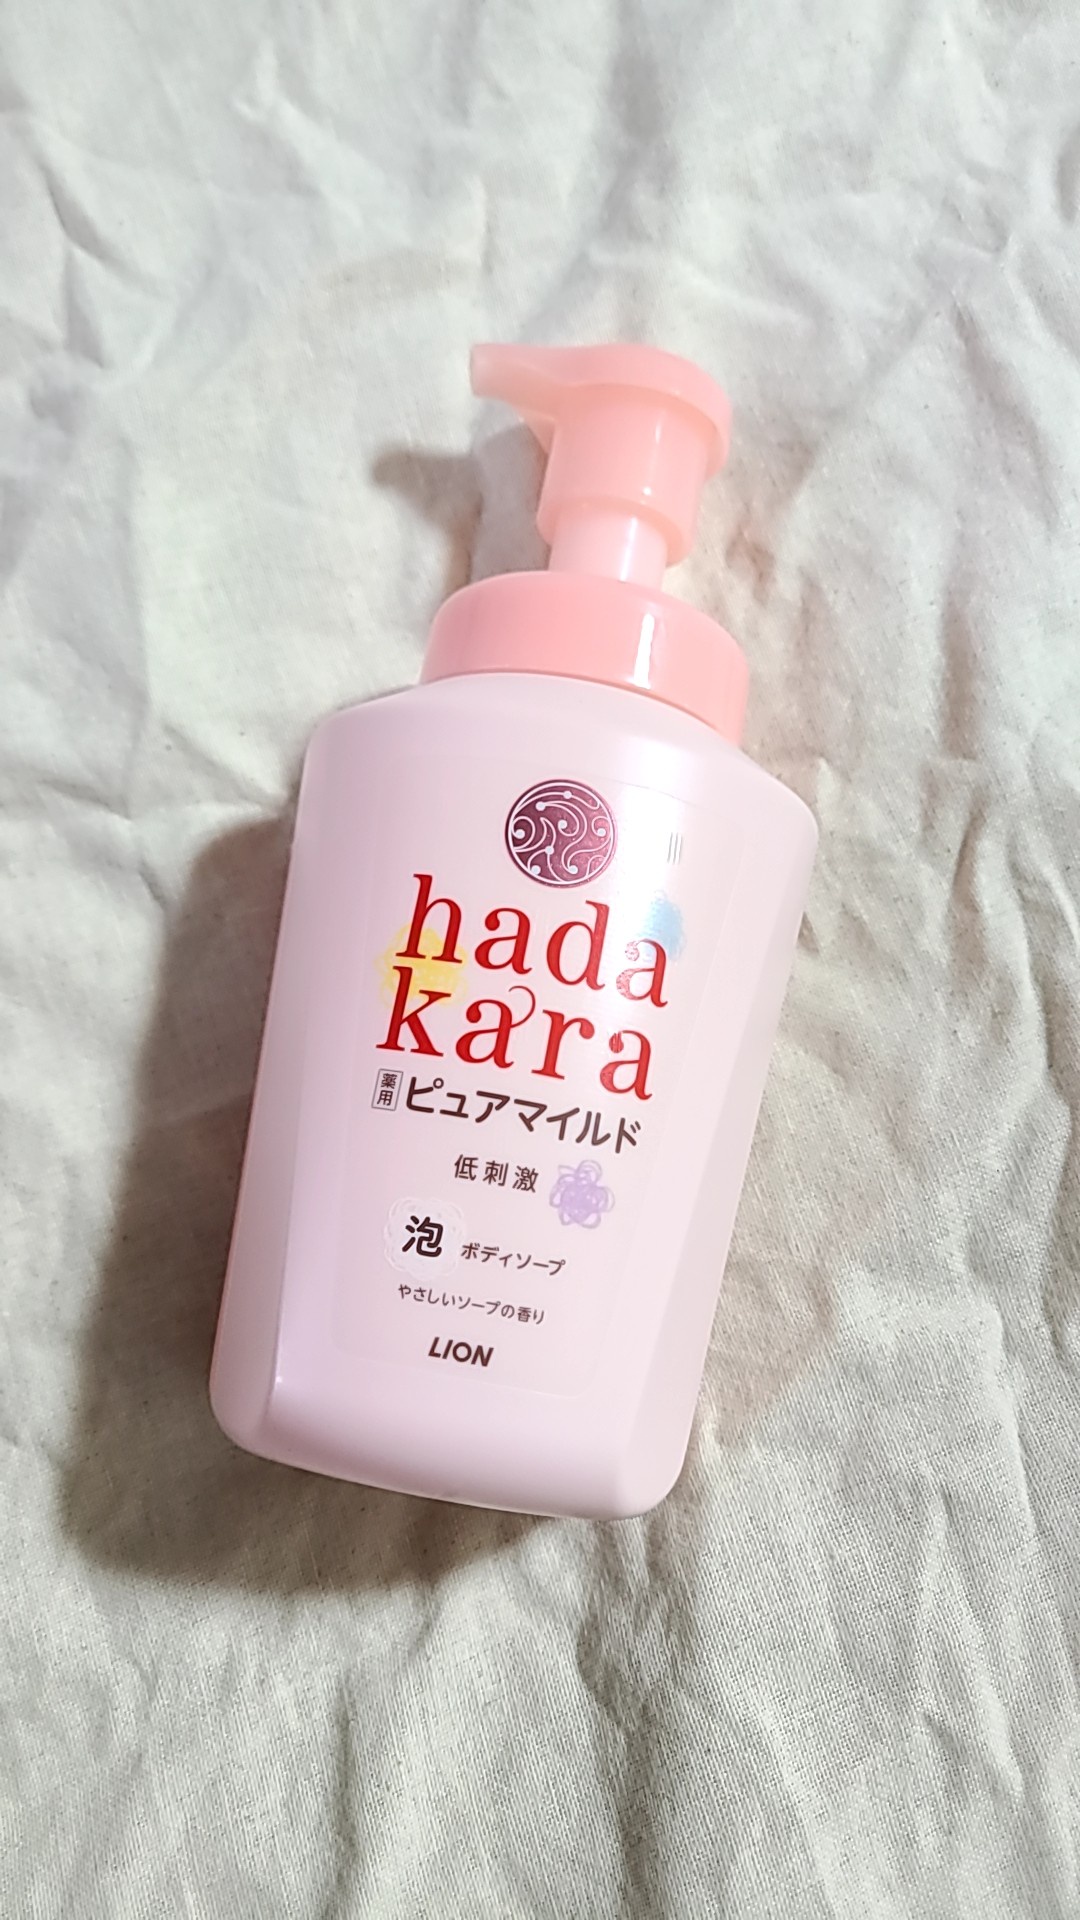 hada
kara
薬用 ピュアマイルド
低刺激
泡 ボディソープ
やさしいソープの香り
LION